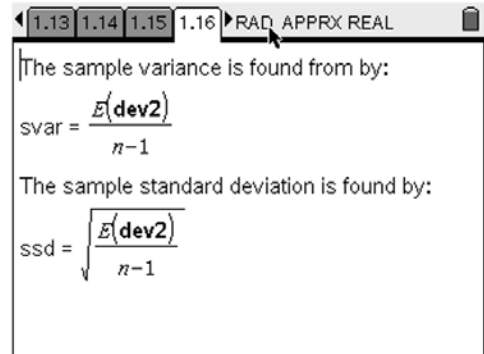 1.13 1.14 1.15 1.16 RAD APPRX REAL
The sample variance is found from by:
svar = E(dev2)/n-1
The sample standard deviation is found by:
ssd = √E(dev2)/n-1